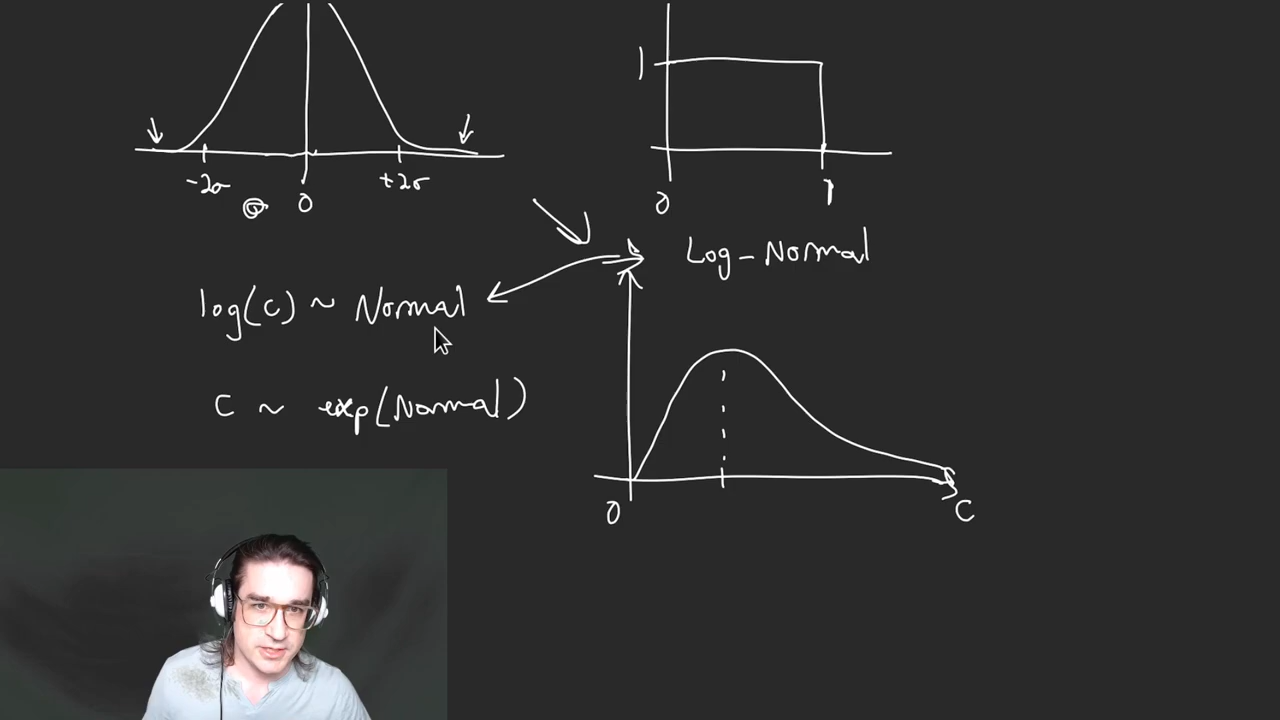 1
-2σ
0
+2σ
0
1
Log-Normal
log(C) ~ Normal
C ~ exp(Normal)
0
C